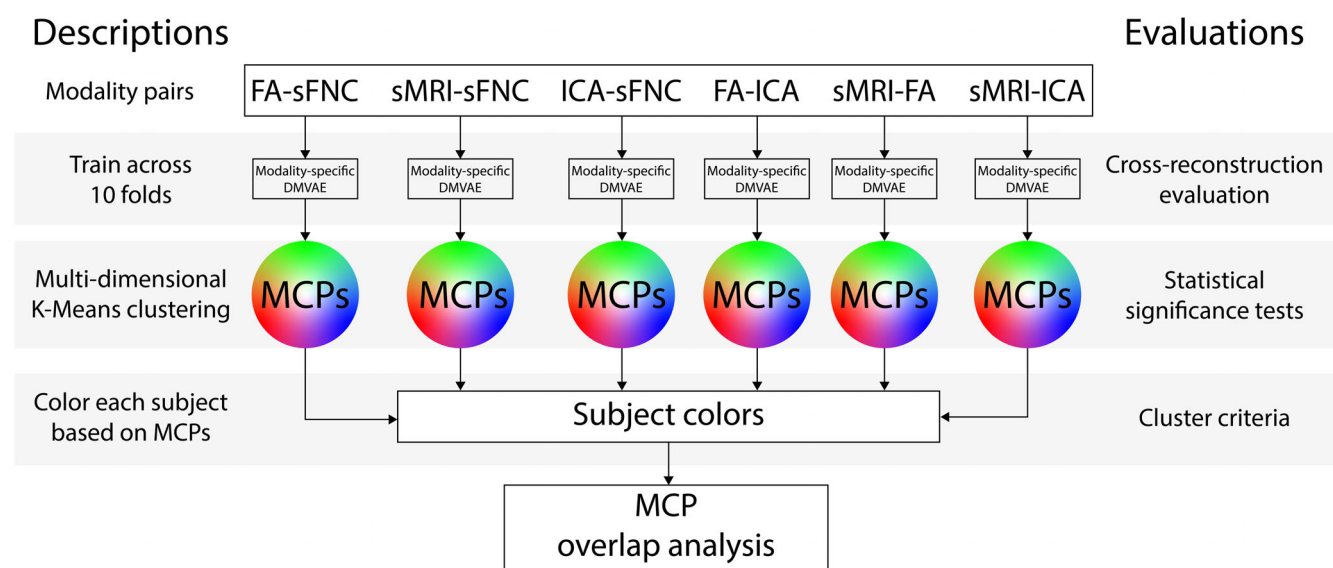 Descriptions
Evaluations
Modality pairs
FA-sFNC sMRI-sFNC ICA-sFNC FA-ICA sMRI-FA sMRI-ICA
Train across
10 folds
Modality-specific
DMVAE
Modality-specific
DMVAE
Modality-specific
DMVAE
Modality-specific
DMVAE
Modality-specific
DMVAE
Modality-specific
DMVAE
Cross-reconstruction
evaluation
Multi-dimensional
K-Means clustering
MCPs MCPs MCPs MCPs MCPs MCPs
Statistical
significance tests
Color each subject
based on MCPs
Subject colors
Cluster criteria
MCP
overlap analysis